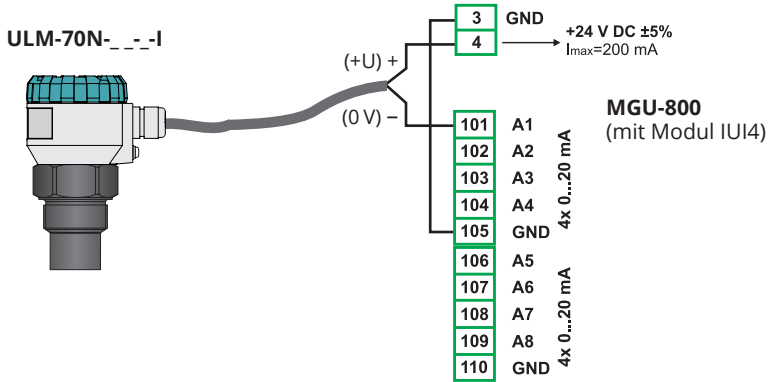 ULM-70N-_ _-_-I
3 GND
4
+24 V DC ±5%
Imax=200 mA
(+U) +
(0 V) –
MGU-800
(mit Modul IUI4)
101 A1
102 A2
103 A3
104 A4
105 GND
4x 0...20 mA
106 A5
107 A6
108 A7
109 A8
110 GND
4x 0...20 mA